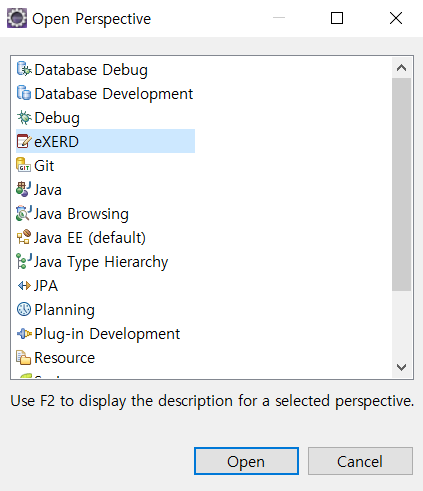 Open Perspective
Database Debug
Database Development
Debug
eXERD
Git
Java
Java Browsing
Java EE (default)
Java Type Hierarchy
JPA
Planning
Plug-in Development
Resource
Use F2 to display the description for a selected perspective.
Open
Cancel